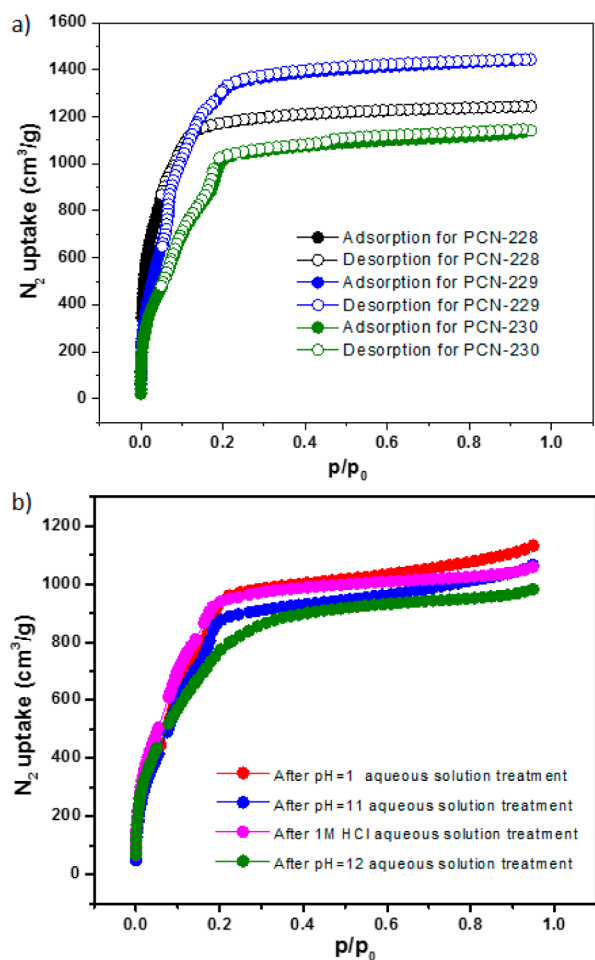 a)
1600
1400
1200
1000
800
600
400
200
0
N2 uptake (cm3/g)
Adsorption for PCN-228
Desorption for PCN-228
Adsorption for PCN-229
Desorption for PCN-229
Adsorption for PCN-230
Desorption for PCN-230
0.0 0.2 0.4 0.6 0.8 1.0
p/p0
b)
1200
1000
800
600
400
200
0
N2 uptake (cm3/g)
After pH=1 aqueous solution treatment
After pH=11 aqueous solution treatment
After 1M HCl aqueous solution treatment
After pH=12 aqueous solution treatment
0.0 0.2 0.4 0.6 0.8 1.0
p/p0